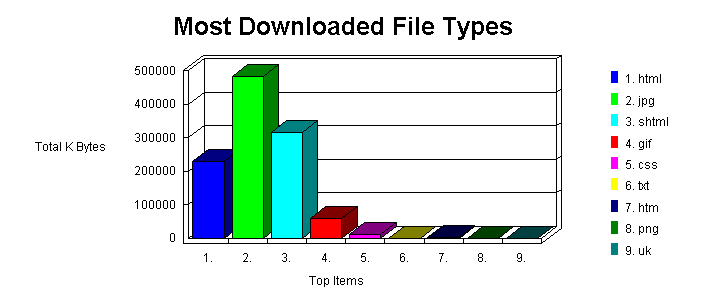 Most Downloaded File Types
500000
400000
300000
200000
100000
0
Total K Bytes
1. 2. 3. 4. 5. 6. 7. 8. 9.
Top Items
1. html
2. jpg
3. shtml
4. gif
5. css
6. txt
7. htm
8. png
9. uk